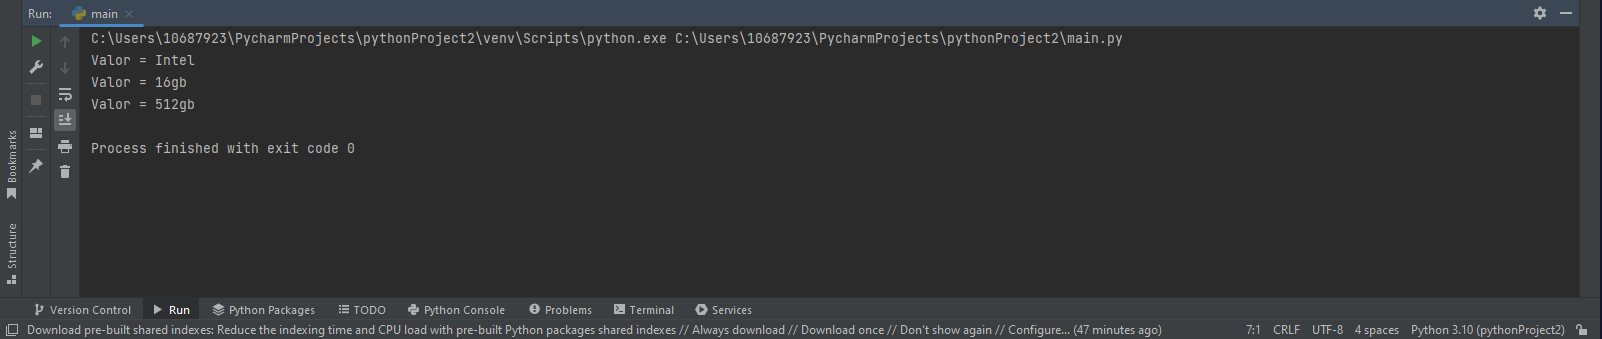 Run: main
C:\Users\10687923\PycharmProjects\pythonProject2\venv\Scripts\python.exe C:\Users\10687923\PycharmProjects\pythonProject2\main.py
Valor = Intel
Valor = 16gb
Valor = 512gb
Process finished with exit code 0
Bookmarks
Structure
Version Control Run Python Packages TODO Python Console Problems Terminal Services
Download pre-built shared indexes: Reduce the indexing time and CPU load with pre-built Python packages shared indexes // Always download // Download once // Don't show again // Configure... (47 minutes ago) 7:1 CRLF UTF-8 4 spaces Python 3.10 (pythonProject2)